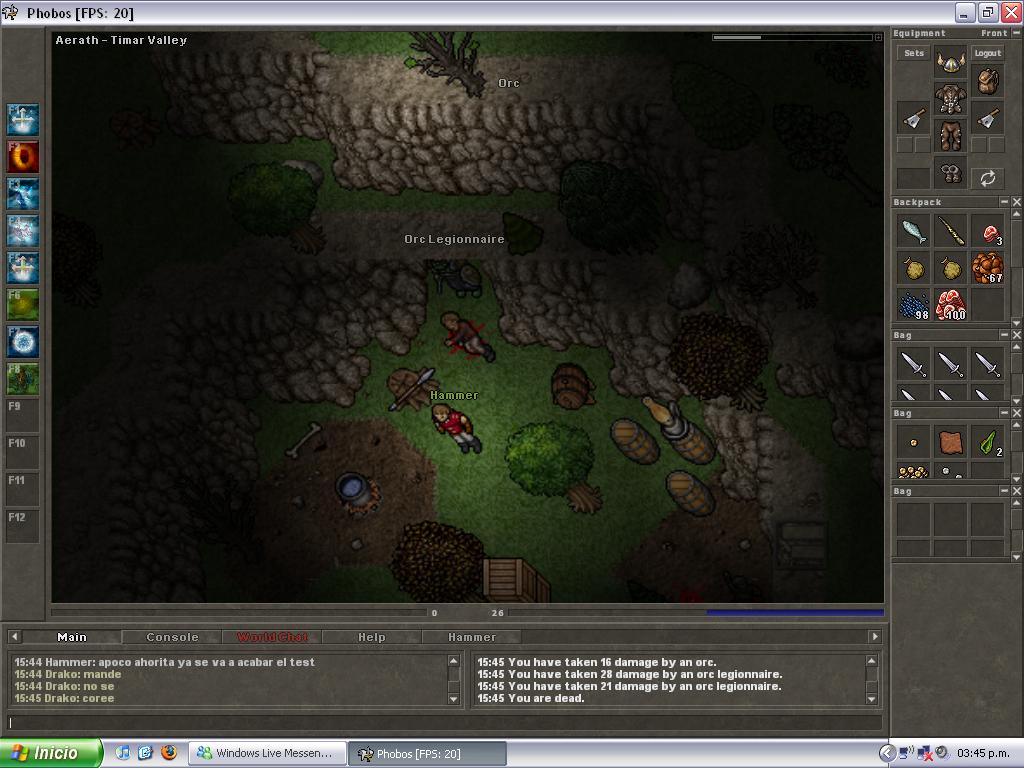 Phobos [FPS: 20]
Aerath - Timar Valley
Equipment
Front
Sets
Logout
Orc
Orc Legionnaire
Hammer
Backpack
3
67
98
100
Bag
Bag
2
Bag
F6
F8
F9
F10
F11
F12
0
26
Main
Console
World Chat
Help
Hammer
15:44 Hammer: apoco ahorita ya se va a acabar el test
15:44 Drako: mande
15:44 Drako: no se
15:45 Drako: coree
15:45 You have taken 16 damage by an orc.
15:45 You have taken 28 damage by an orc legionnaire.
15:45 You have taken 21 damage by an orc legionnaire.
15:45 You are dead.
Inicio
Windows Live Messen...
Phobos [FPS: 20]
03:45 p.m.